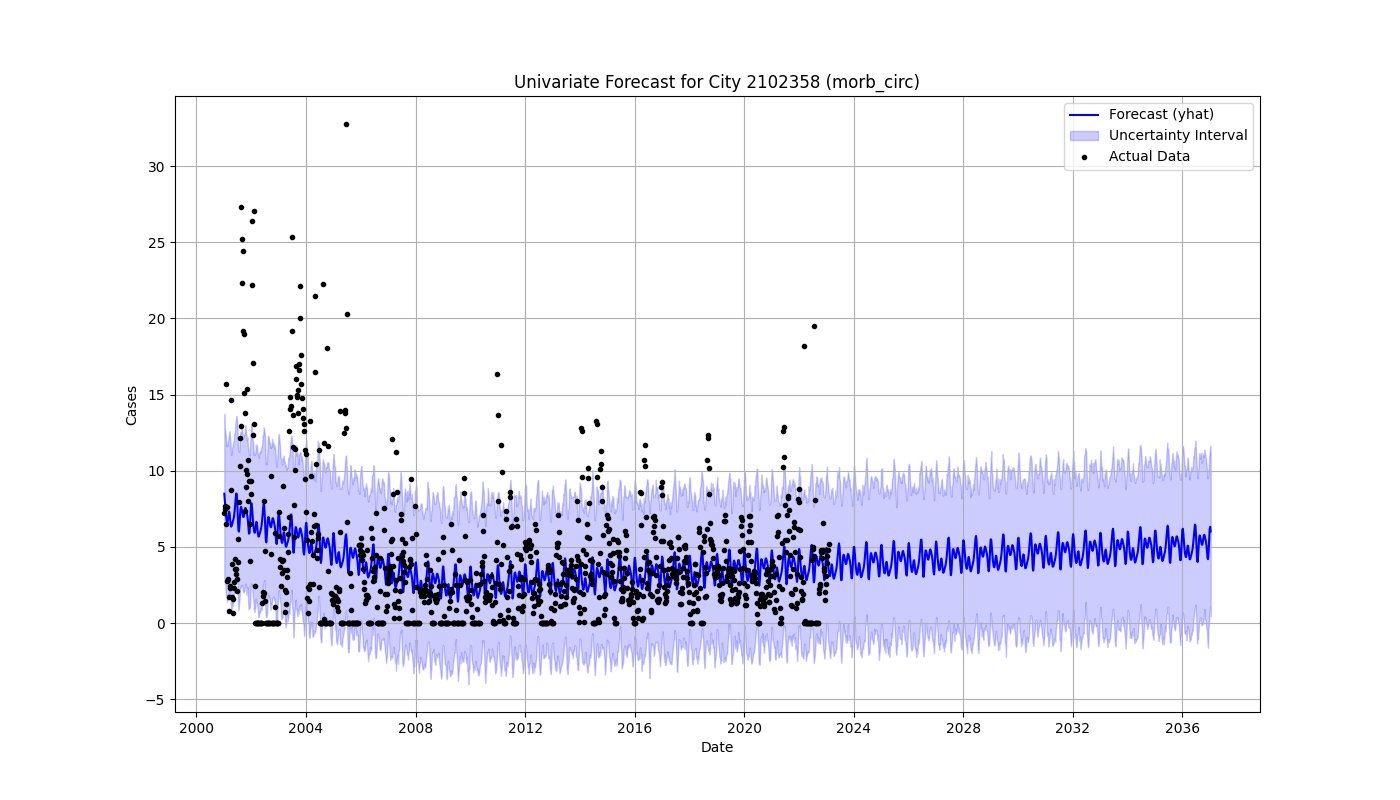 Univariate Forecast for City 2102358 (morb_circ)
Forecast (yhat)
Uncertainty Interval
Actual Data
Cases
30
25
20
15
10
5
0
−5
2000 2004 2008 2012 2016 2020 2024 2028 2032 2036
Date